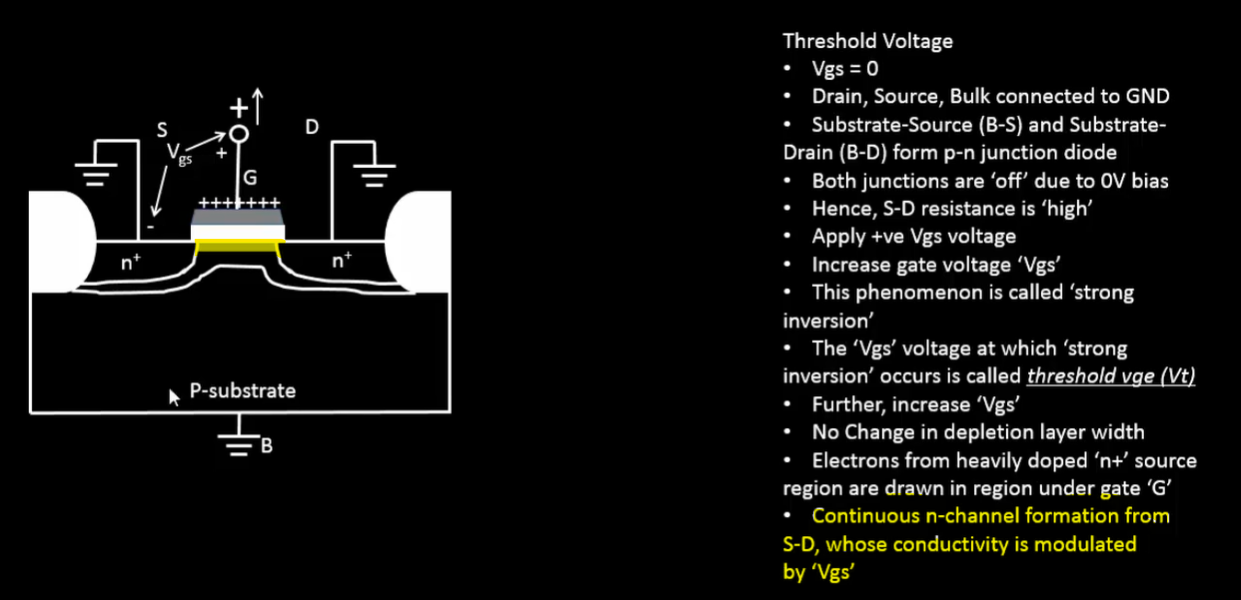 S
D
+
Vgs
+
G
+++++++
-
n+
n+
P-substrate
B
Threshold Voltage
• Vgs = 0
• Drain, Source, Bulk connected to GND
• Substrate-Source (B-S) and Substrate-
Drain (B-D) form p-n junction diode
• Both junctions are ‘off’ due to 0V bias
• Hence, S-D resistance is ‘high’
• Apply +ve Vgs voltage
• Increase gate voltage ‘Vgs’
• This phenomenon is called ‘strong
inversion’
• The ‘Vgs’ voltage at which ‘strong
inversion’ occurs is called threshold vge (Vt)
• Further, increase ‘Vgs’
• No Change in depletion layer width
• Electrons from heavily doped ‘n+’ source
region are drawn in region under gate ‘G’
• Continuous n-channel formation from
S-D, whose conductivity is modulated
by ‘Vgs’